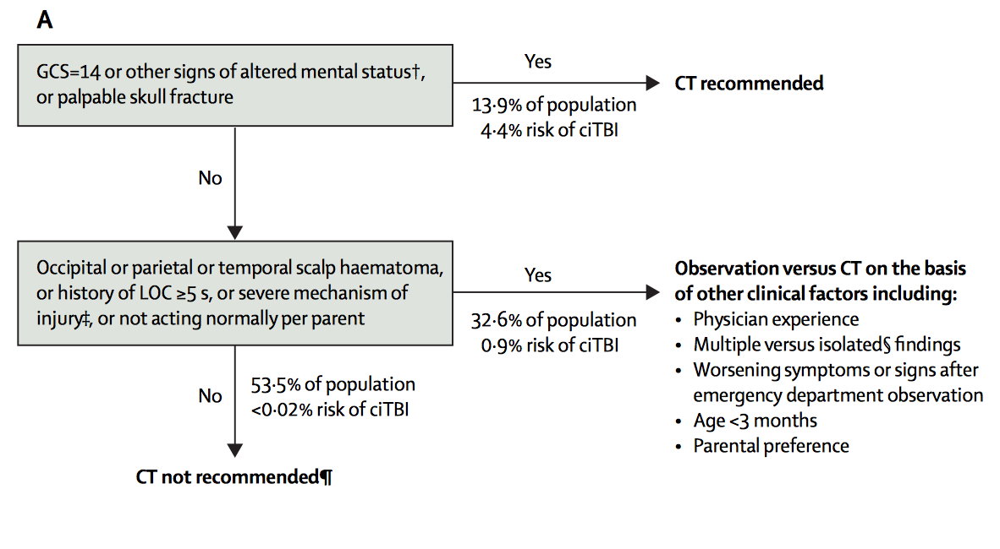 A
GCS=14 or other signs of altered mental status†,
or palpable skull fracture
Yes
13·9% of population
4·4% risk of ciTBI
CT recommended
No
Occipital or parietal or temporal scalp haematoma,
or history of LOC ≥5 s, or severe mechanism of
injury‡, or not acting normally per parent
Yes
32·6% of population
0·9% risk of ciTBI
Observation versus CT on the basis
of other clinical factors including:
• Physician experience
• Multiple versus isolated§ findings
• Worsening symptoms or signs after
emergency department observation
• Age <3 months
• Parental preference
No
53·5% of population
<0·02% risk of ciTBI
CT not recommended¶